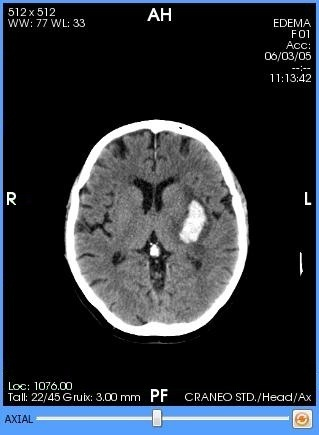 512 x 512
WW: 77 WL: 33
AH
EDEMA
F01
Acc:
06/03/05
--:--
11:13:42
R
L
Loc: 1076.00
Tall: 22/45 Gruix: 3.00 mm
PF
CRANEO STD./Head/Ax
AXIAL